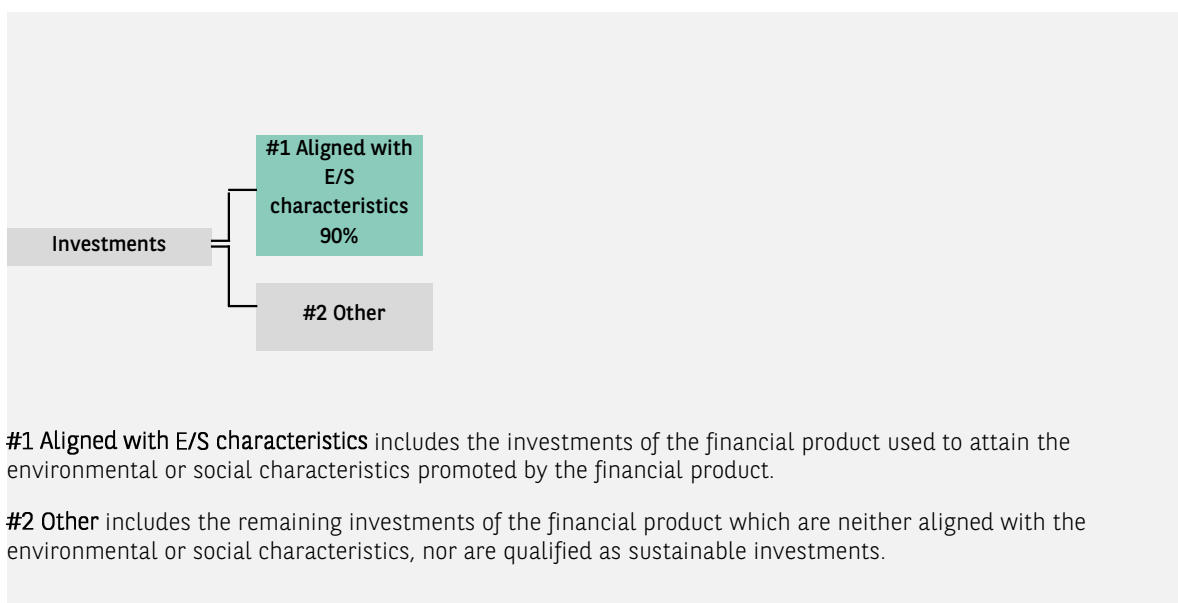 #1 Aligned with
E/S
characteristics
90%
Investments
#2 Other
#1 Aligned with E/S characteristics includes the investments of the financial product used to attain the
environmental or social characteristics promoted by the financial product.
#2 Other includes the remaining investments of the financial product which are neither aligned with the
environmental or social characteristics, nor are qualified as sustainable investments.